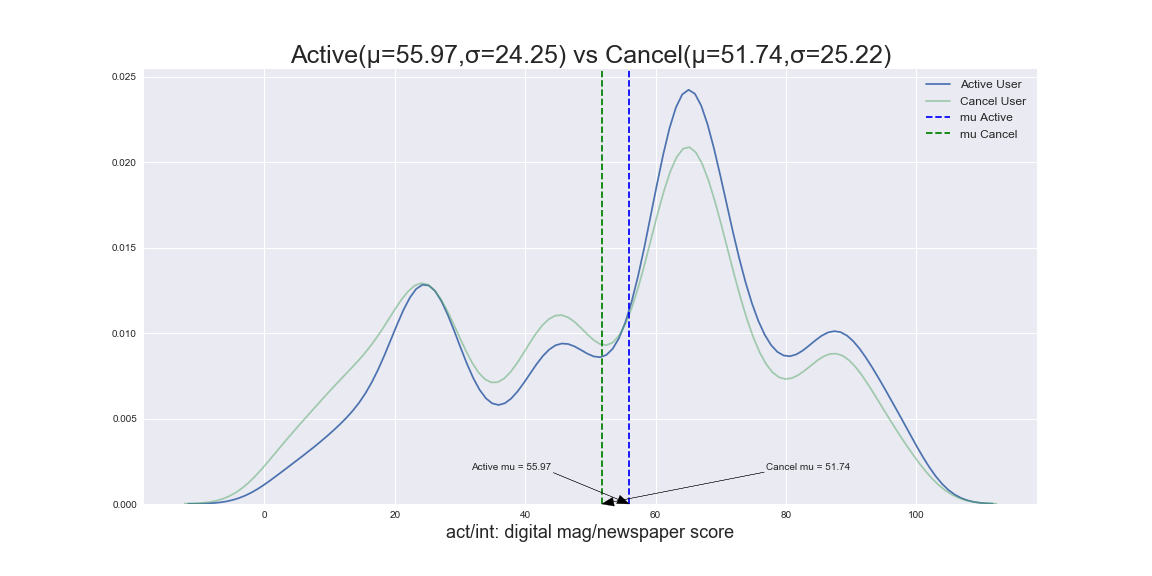 Active(μ=55.97,σ=24.25) vs Cancel(μ=51.74,σ=25.22)
0.025
0.020
0.015
0.010
0.005
0.000
Active User
Cancel User
mu Active
mu Cancel
Active mu = 55.97
Cancel mu = 51.74
0 20 40 60 80 100
act/int: digital mag/newspaper score